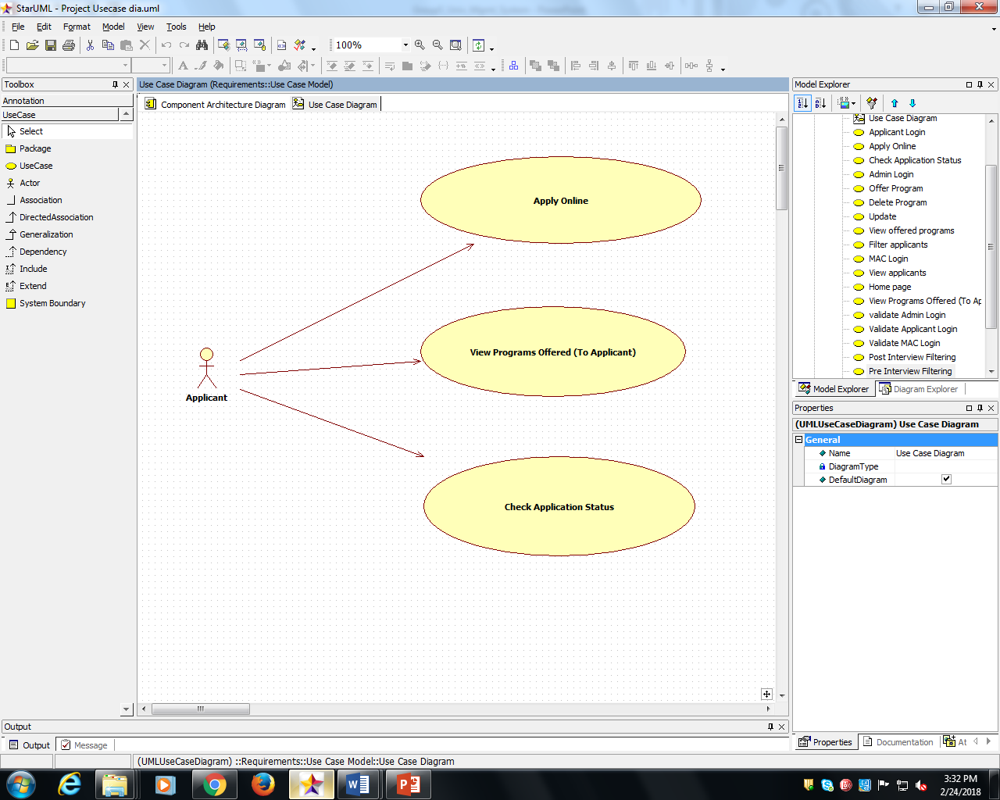 StarUML - Project Usecase dia.uml
File Edit Format Model View Tools Help
100%
Toolbox
Annotation
UseCase
Select
Package
UseCase
Actor
Association
DirectedAssociation
Generalization
Dependency
Include
Extend
System Boundary
Use Case Diagram (Requirements::Use Case Model)
Component Architecture Diagram Use Case Diagram
Apply Online
View Programs Offered (To Applicant)
Applicant
Check Application Status
Model Explorer
Use Case Diagram
Applicant Login
Apply Online
Check Application Status
Admin Login
Offer Program
Delete Program
Update
View offered programs
Filter applicants
MAC Login
View applicants
Home page
View Programs Offered (To Ap
validate Admin Login
Validate Applicant Login
Validate MAC Login
Post Interview Filtering
Pre Interview Filtering
Model Explorer Diagram Explorer
Properties
(UMLUseCaseDiagram) Use Case Diagram
General
Name Use Case Diagram
DiagramType
DefaultDiagram
Properties Documentation At
Output
Output Message
(UMLUseCaseDiagram) ::Requirements::Use Case Model::Use Case Diagram
3:32 PM
2/24/2018